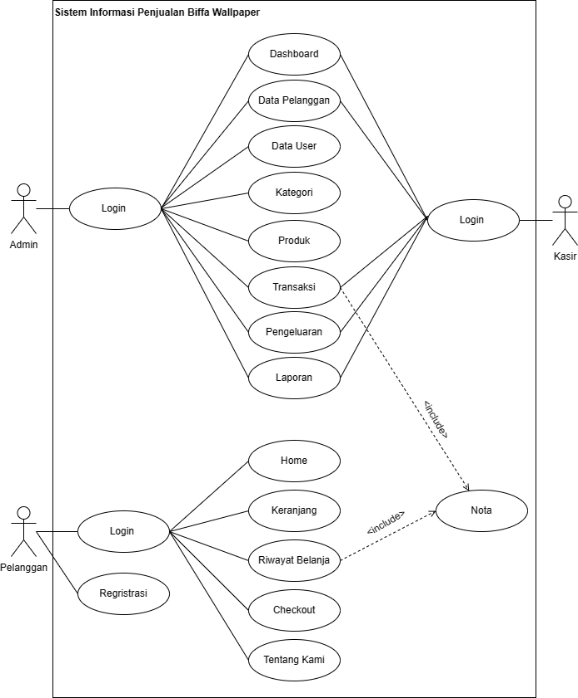 Sistem Informasi Penjualan Biffa Wallpaper
Dashboard
Data Pelanggan
Data User
Kategori
Produk
Transaksi
Pengeluaran
Laporan
Login
Admin
Login
Kasir
<include>
Home
Keranjang
Riwayat Belanja
Checkout
Tentang Kami
Login
Pelanggan
Regristrasi
<include>
Nota